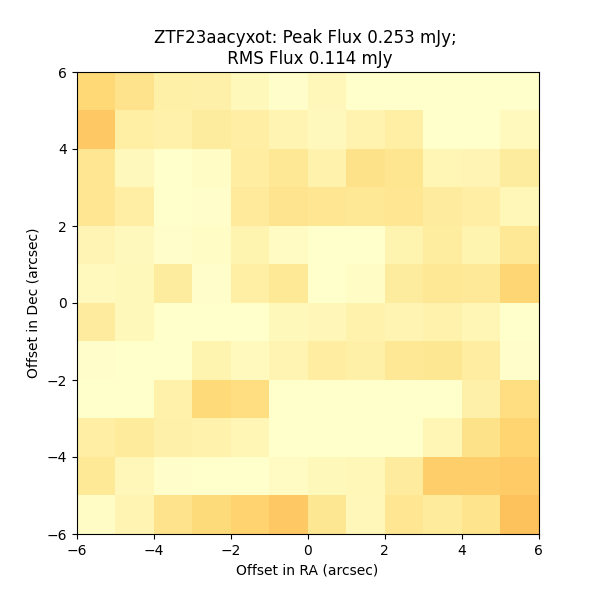 ZTF23aacyxot: Peak Flux 0.253 mJy;
RMS Flux 0.114 mJy
6
4
2
0
−2
−4
−6
Offset in Dec (arcsec)
−6 −4 −2 0 2 4 6
Offset in RA (arcsec)